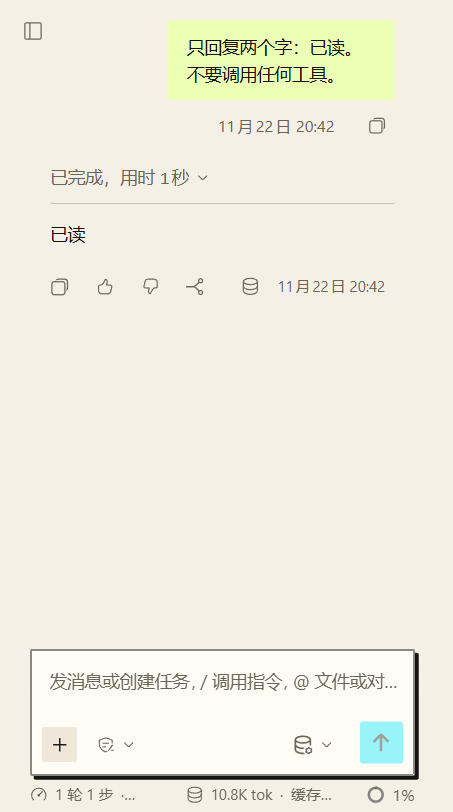 只回复两个字：已读。
不要调用任何工具。
11月22日 20:42
已完成，用时 1秒
已读
11月22日 20:42
发消息或创建任务，/ 调用指令，@ 文件或对...
1 轮 1 步 ·...
10.8K tok · 缓存...
1%